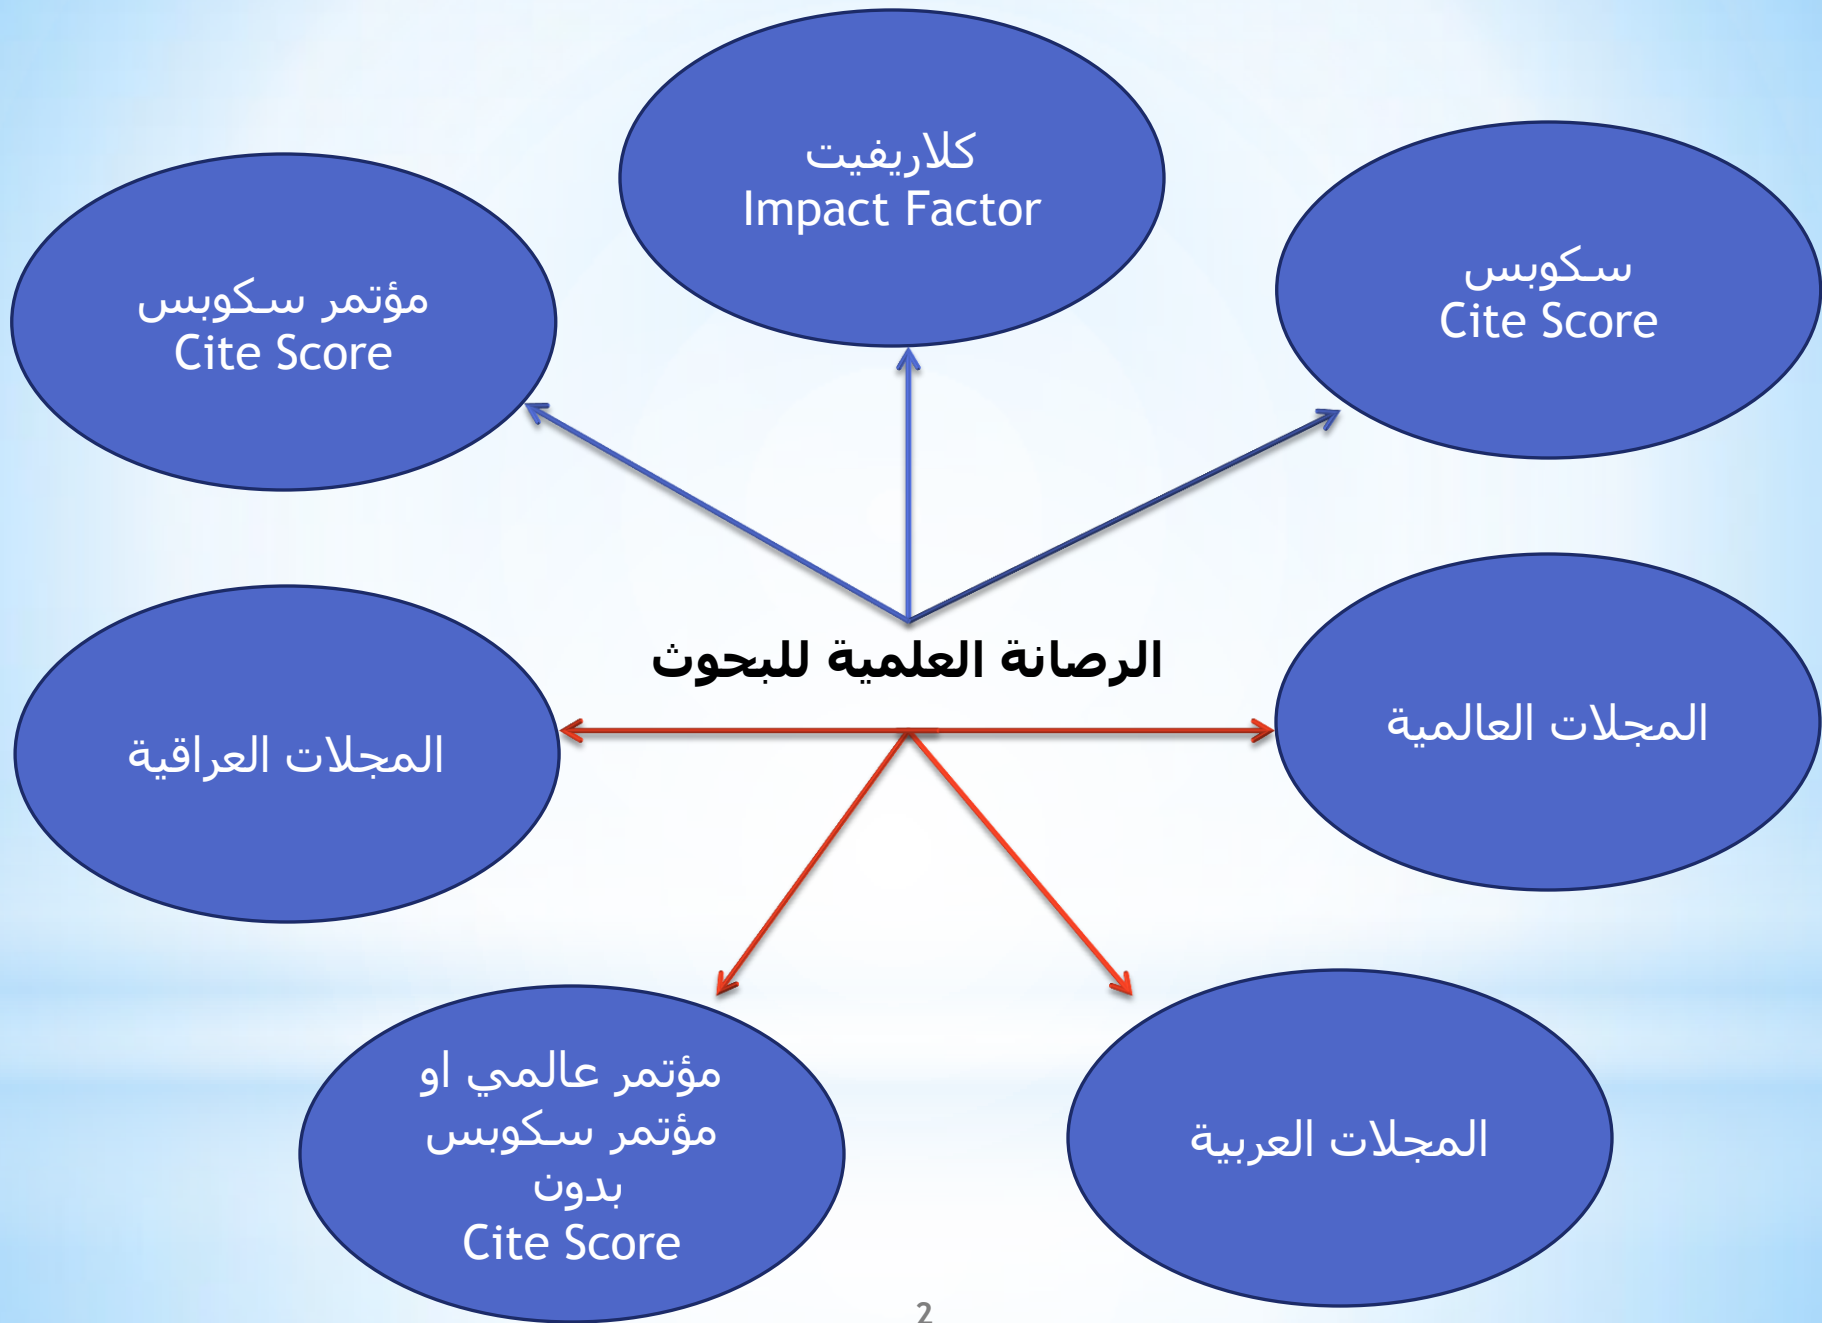 كلاريفيت
Impact Factor
سكوبس
Cite Score
مؤتمر سكوبس
Cite Score
الرصانة العلمية للبحوث
المجلات العالمية
المجلات العراقية
مؤتمر عالمي او
مؤتمر سكوبس
بدون
Cite Score
المجلات العربية
2